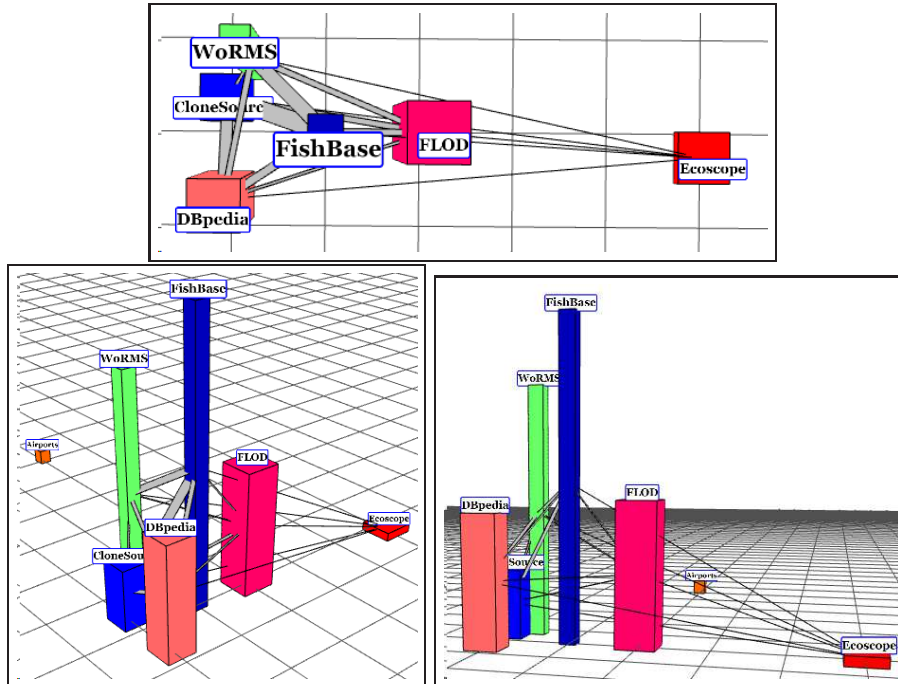 WoRMS
CloneSourc
FishBase
FLOD
Ecoscope
DBpedia
FishBase
WoRMS
Airports
FLOD
Ecoscope
DBpedia
CloneSou
FishBase
WoRMS
DBpedia
FLOD
Source
Airports
Ecoscope